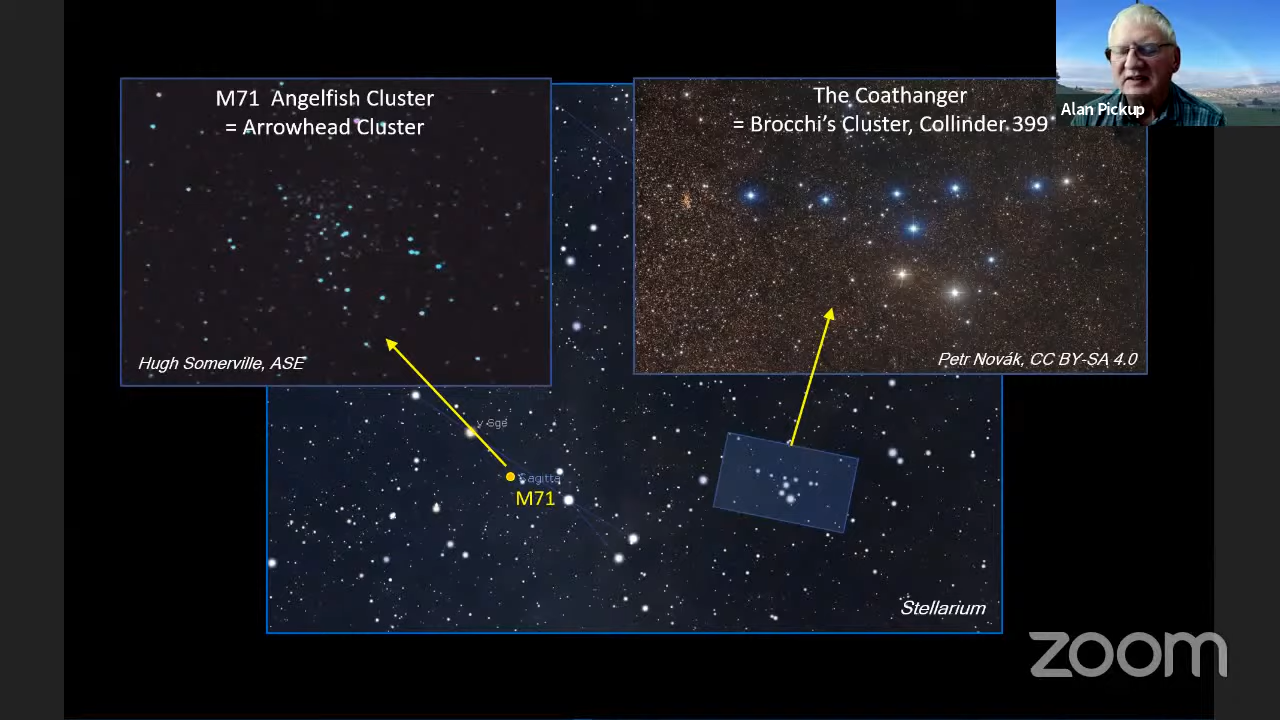 M71 Angelfish Cluster
= Arrowhead Cluster
Hugh Somerville, ASE
The Coathanger
= Brocchi's Cluster, Collinder 399
Petr Novák, CC BY-SA 4.0
Alan Pickup
γ Sge
Sagitta
M71
Stellarium
zoom